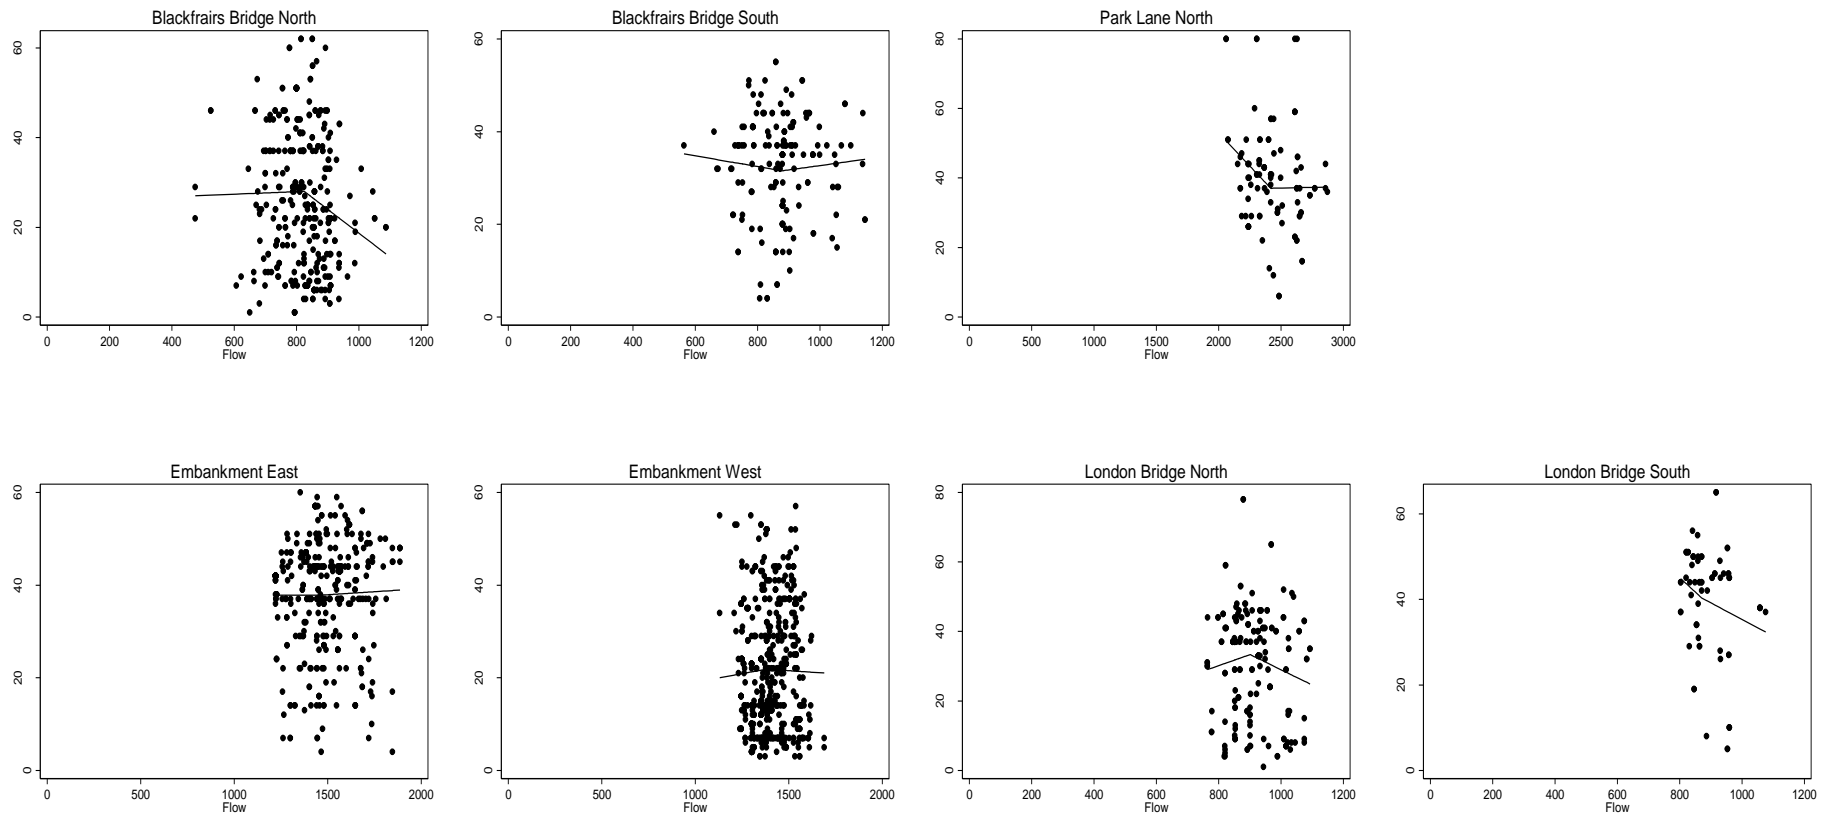 Blackfrairs Bridge North
0 20 40 60
0 200 400 600 800 1000 1200
Flow
Blackfrairs Bridge South
0 20 40 60
0 200 400 600 800 1000 1200
Flow
Park Lane North
0 20 40 60 80
0 500 1000 1500 2000 2500 3000
Flow
Embankment East
0 20 40 60
0 500 1000 1500 2000
Flow
Embankment West
0 20 40 60
0 500 1000 1500 2000
Flow
London Bridge North
0 20 40 60 80
0 200 400 600 800 1000 1200
Flow
London Bridge South
0 20 40 60
0 200 400 600 800 1000 1200
Flow